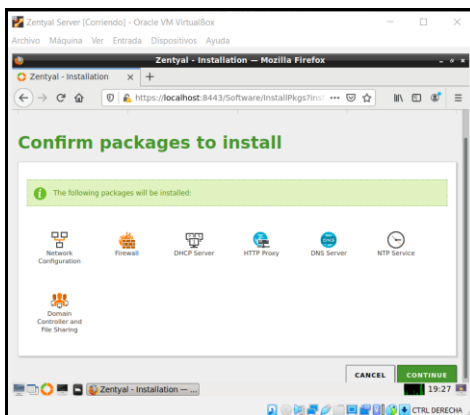 Zentyal Server [Corriendo] - Oracle VM VirtualBox
Archivo Máquina Ver Entrada Dispositivos Ayuda
Zentyal - Installation — Mozilla Firefox
Zentyal - Installation
https://localhost:8443/Software/InstallPkgs?ins
Confirm packages to install
The following packages will be installed:
Network Configuration
Firewall
DHCP Server
HTTP Proxy
DNS
DNS Server
NTP Service
Domain Controller and File Sharing
CANCEL CONTINUE
Zentyal - Installation — ...
19:27
CTRL DERECHA